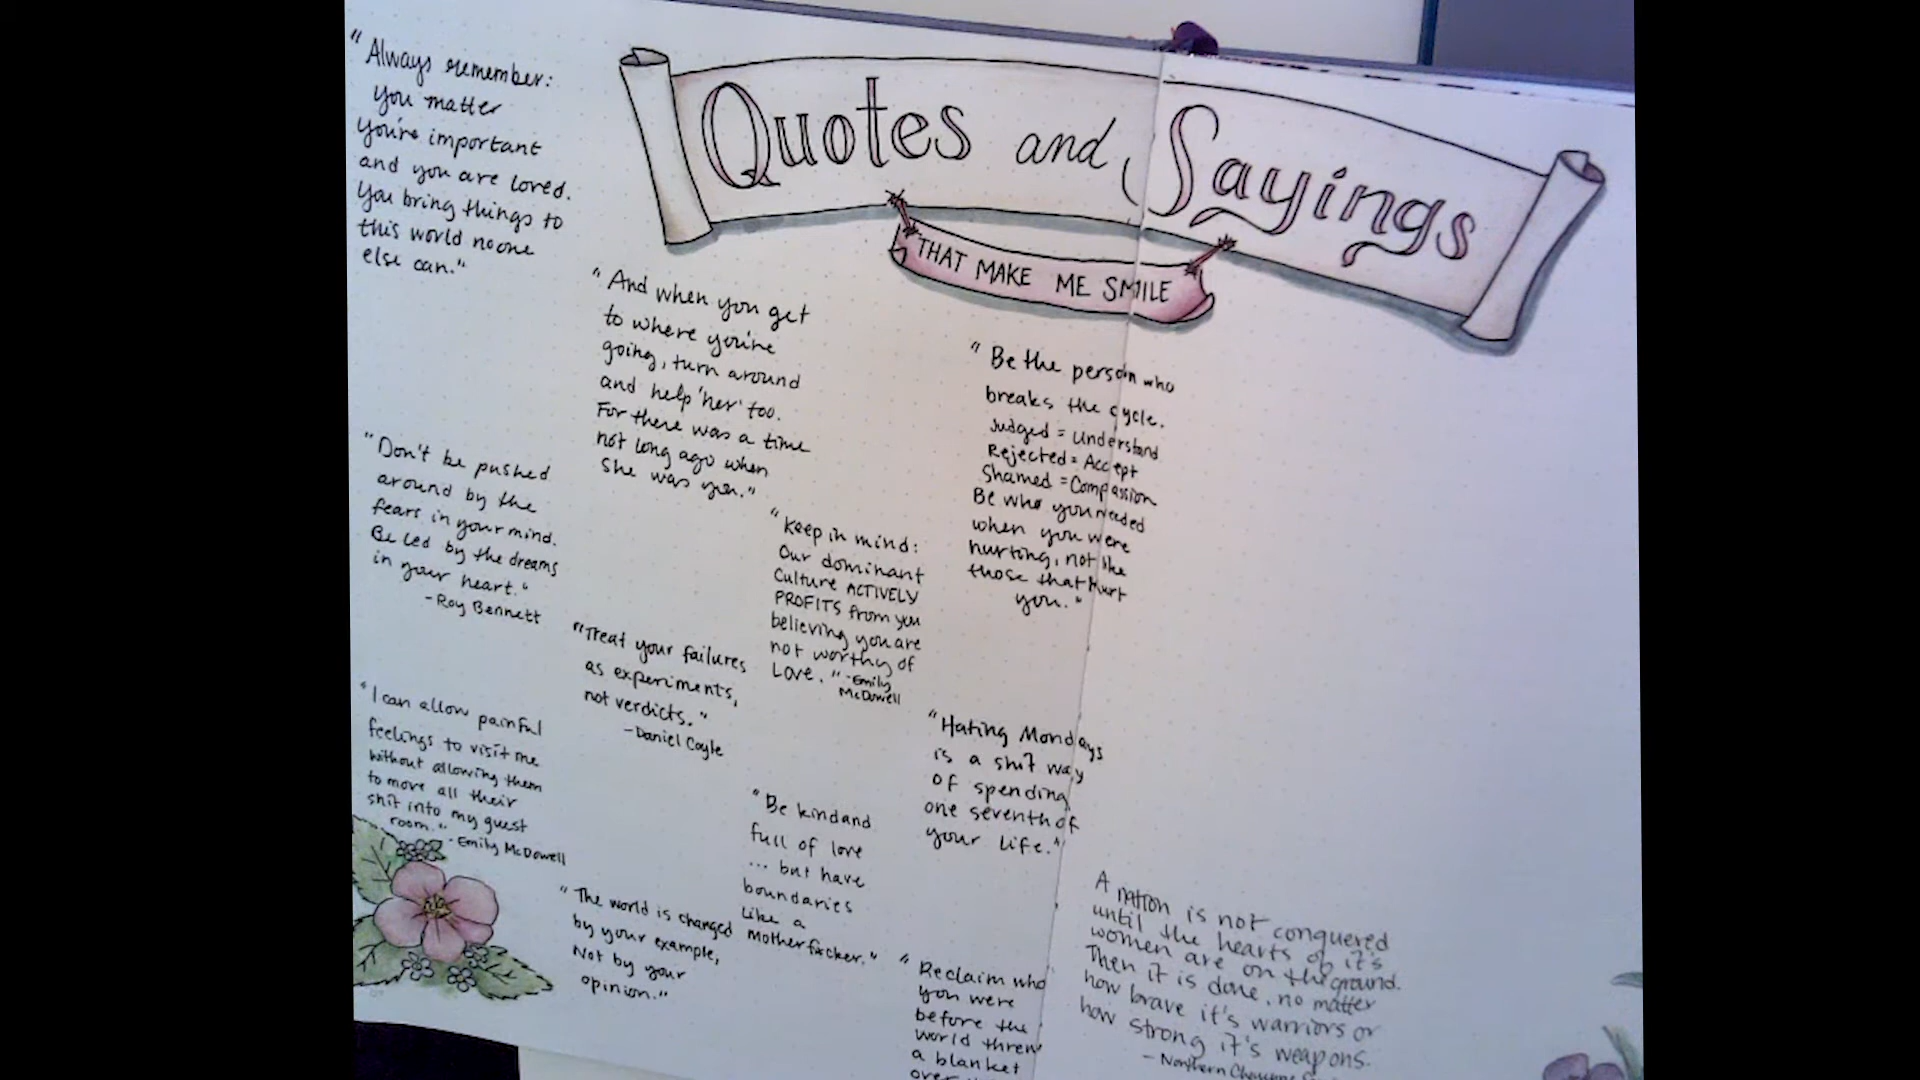 Quotes and Sayings
THAT MAKE ME SMILE
"Always remember:
you matter
you're important
and you are loved.
You bring things to
this world no one
else can."
"Don't be pushed
around by the
fears in your mind.
Be led by the dreams
in your heart."
-Roy Bennett
"I can allow painful
feelings to visit me
without allowing them
to move all their
shit into my guest
room."
-Emily McDowell
"And when you get
to where you're
going, turn around
and help 'her' too.
For there was a time
not long ago when
she was you."
"Treat your failures
as experiments,
not verdicts."
-Daniel Coyle
"The world is changed
by your example,
Not by your
opinion."
"Keep in mind:
Our dominant
Culture ACTIVELY
PROFITS from you
believing you are
not worthy of
Love." -Emily
McDowell
"Be kind and
full of love
... but have
boundaries
Like a
Motherfucker."
"Be the person who
breaks the cycle.
Judged = Understand
Rejected = Accept
Shamed = Compassion
Be who you needed
when you were
hurting, not like
those that hurt
you."
"Hating Mondays
is a shit way
of spending
one seventh of
your life."
"Reclaim who
you were
before the
world threw
a blanket
over
A nation is not conquered
until the hearts of it's
women are on the ground.
Then it is done, no matter
how brave it's warriors or
how strong it's weapons.
- Northern Cheyenne